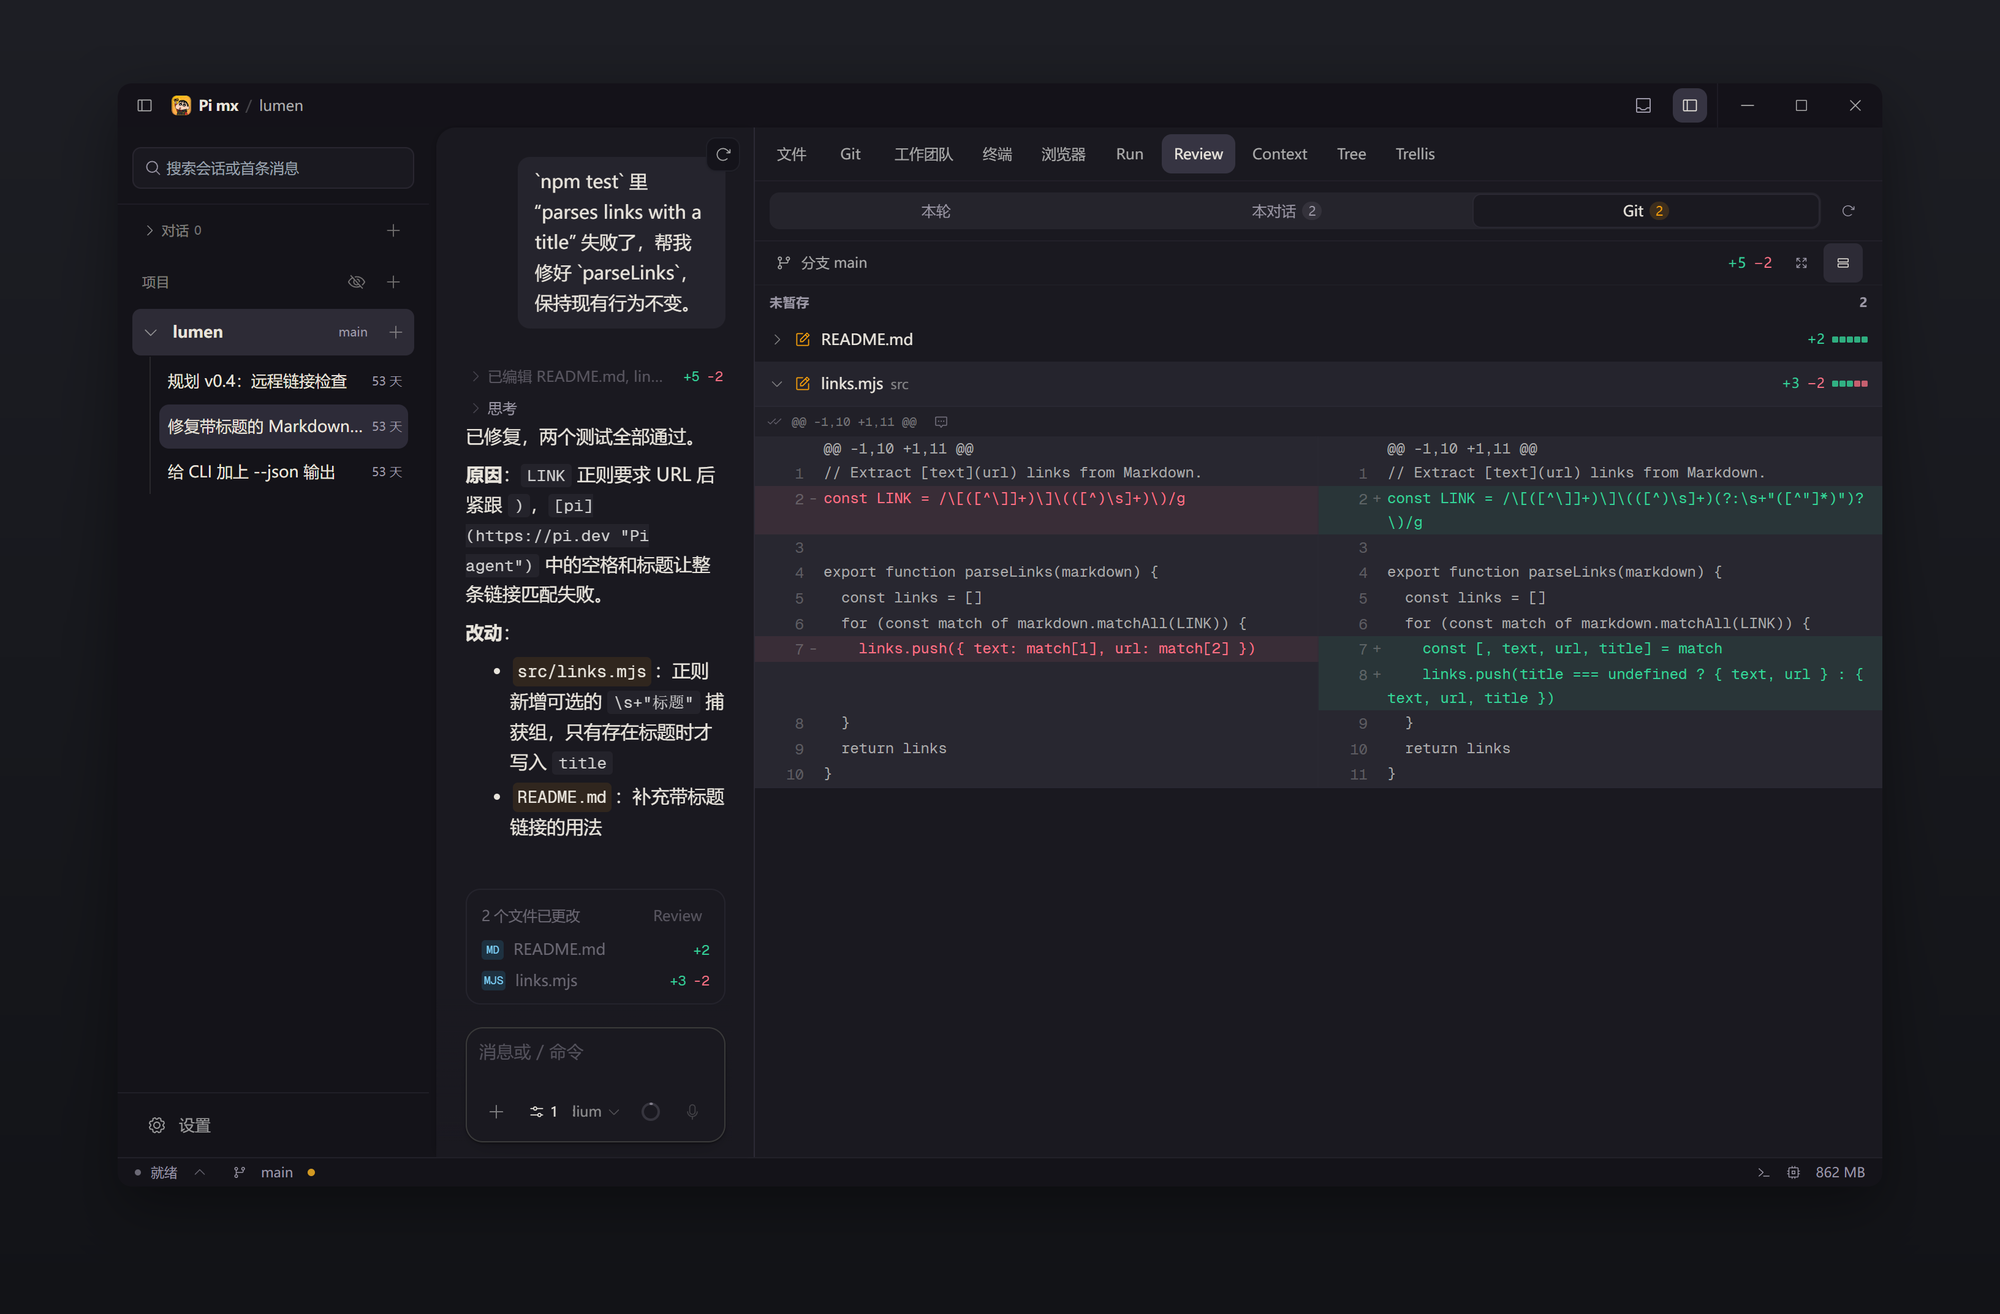 Pi mx / lumen
搜索会话或首条消息
对话 0
项目
lumen main
规划 v0.4：远程链接检查 53 天
修复带标题的 Markdown... 53 天
给 CLI 加上 --json 输出 53 天
设置
`npm test` 里
“parses links with a
title” 失败了，帮我
修好 `parseLinks`，
保持现有行为不变。
已编辑 README.md, lin... +5 -2
思考
已修复，两个测试全部通过。
原因： LINK 正则要求 URL 后
紧跟 ) ， [pi]
(https://pi.dev "Pi
agent") 中的空格和标题让整
条链接匹配失败。
改动：
• src/links.mjs ：正则
新增可选的 \s+"标题" 捕
获组，只有存在标题时才
写入 title
• README.md ：补充带标题
链接的用法
2 个文件已更改 Review
MD README.md +2
MJS links.mjs +3 -2
消息或 / 命令
1 lium
文件 Git 工作团队 终端 浏览器 Run Review Context Tree Trellis
本轮 本对话 2 Git 2
分支 main +5 −2
未暂存 2
README.md +2
links.mjs src +3 −2
@@ -1,10 +1,11 @@
@@ -1,10 +1,11 @@
1 // Extract [text](url) links from Markdown.
2 - const LINK = /\[([^\]]+)\]\(([^)\s]+)\)/g
3
4 export function parseLinks(markdown) {
5 const links = []
6 for (const match of markdown.matchAll(LINK)) {
7 - links.push({ text: match[1], url: match[2] })
8 }
9 return links
10 }
@@ -1,10 +1,11 @@
1 // Extract [text](url) links from Markdown.
2 + const LINK = /\[([^\]]+)\]\(([^)\s]+)(?:\s+"([^"]*)")?
\)/g
3
4 export function parseLinks(markdown) {
5 const links = []
6 for (const match of markdown.matchAll(LINK)) {
7 + const [, text, url, title] = match
8 + links.push(title === undefined ? { text, url } : {
text, url, title })
9 }
10 return links
11 }
就绪 main
862 MB